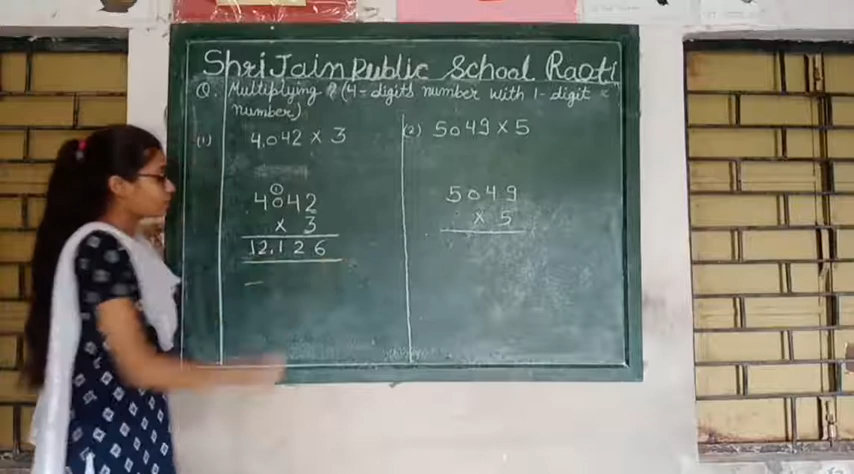 Shri Jain Public School Raoti
Q. Multiplying (4-digits number with 1-digit
number)
(1) 4,042 × 3
(2) 5049 × 5
1
4042
× 3
12,126
5049
× 5